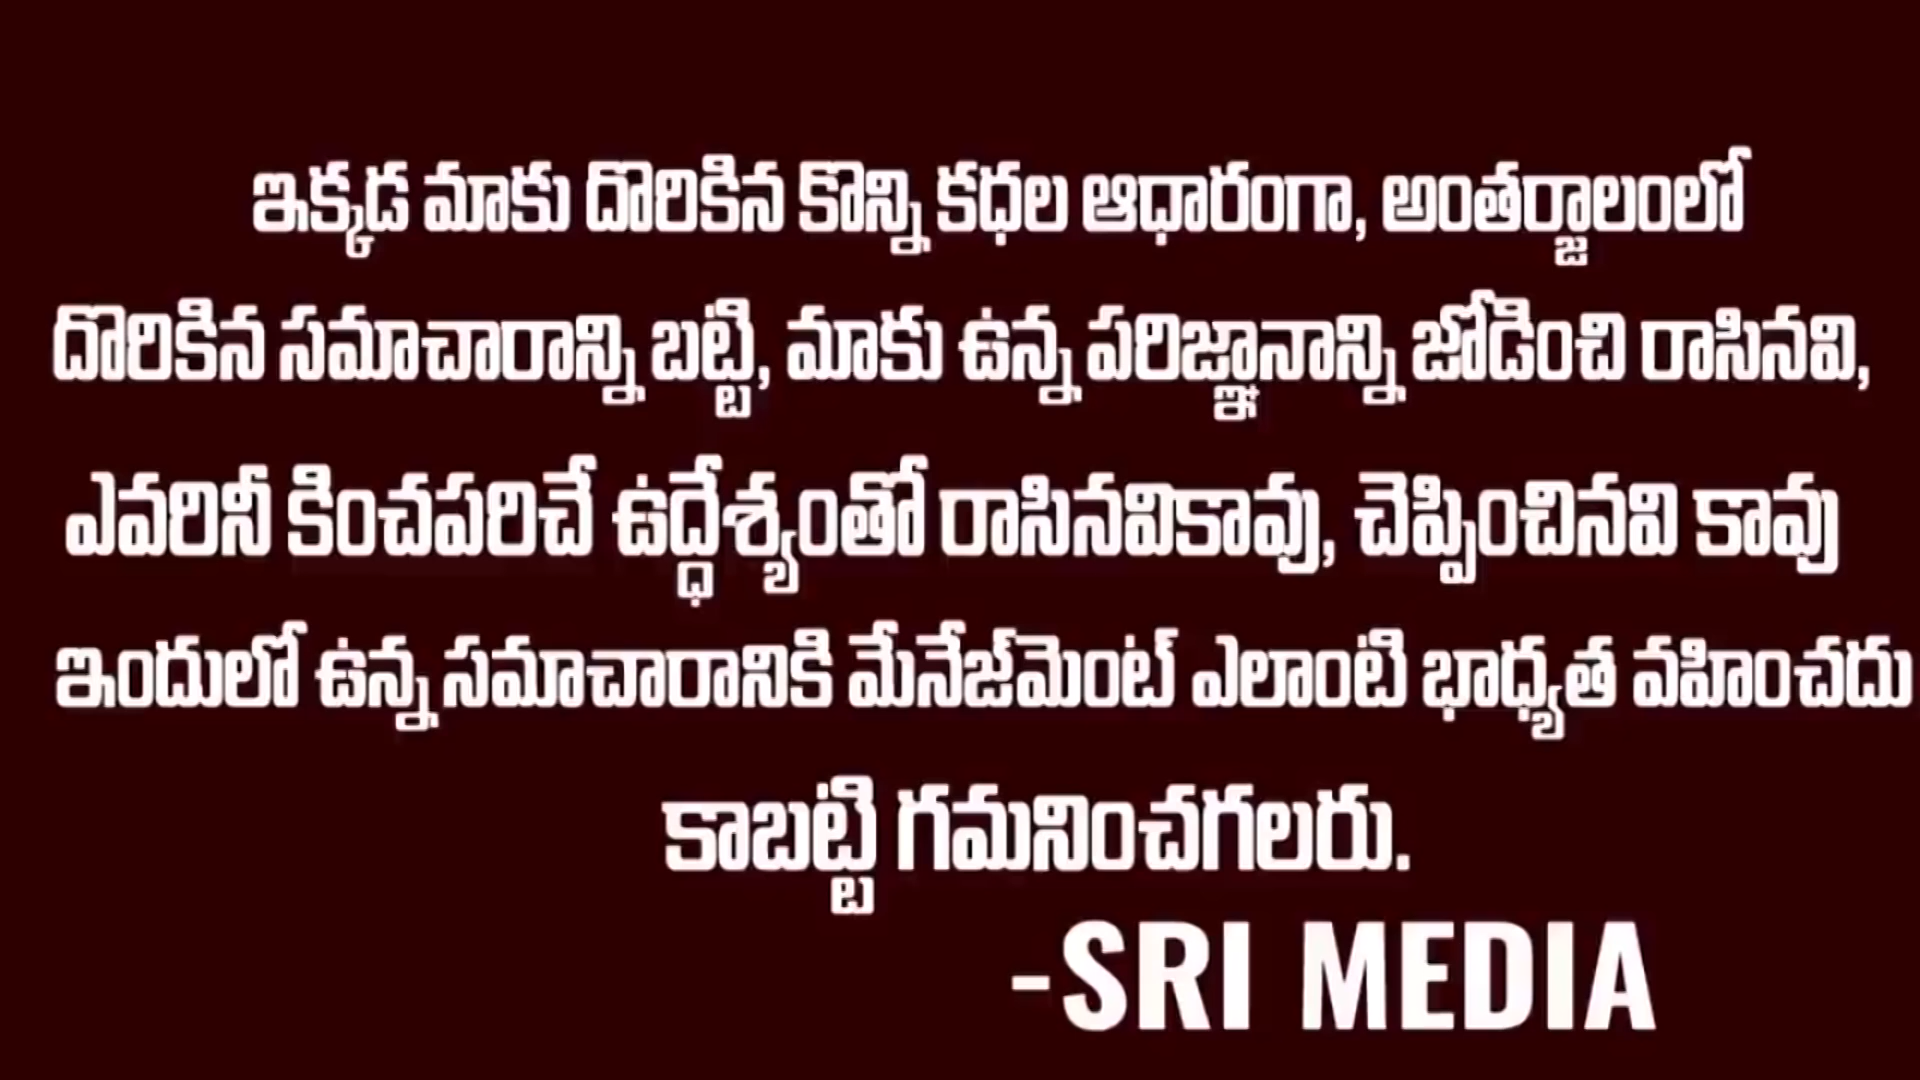 ఇక్కడ మాకు దొరికిన కొన్ని కధల ఆధారంగా, అంతర్జాలంలో
దొరికిన సమాచారాన్ని బట్టి, మాకు ఉన్న పరిజ్ఞానాన్ని జోడించి రాసినవి,
ఎవరినీ కించపరిచే ఉద్ధేశ్యంతో రాసినవికావు, చెప్పించినవి కావు
ఇందులో ఉన్న సమాచారానికి మేనేజ్‌మెంట్ ఎలాంటి భాధ్యత వహించదు
కాబట్టి గమనించగలరు.
-SRI MEDIA